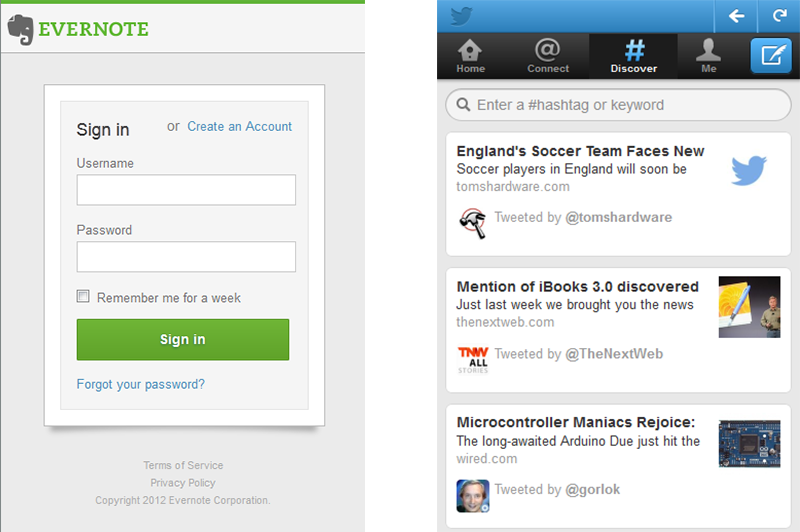 EVERNOTE
Sign in or Create an Account
Username
Password
Remember me for a week
Sign in
Forgot your password?
Terms of Service
Privacy Policy
Copyright 2012 Evernote Corporation.
Home Connect Discover Me
Enter a #hashtag or keyword
England's Soccer Team Faces New
Soccer players in England will soon be
tomshardware.com
Tweeted by @tomshardware
Mention of iBooks 3.0 discovered
Just last week we brought you the news
thenextweb.com
TNW
ALL
STORIES
Tweeted by @TheNextWeb
Microcontroller Maniacs Rejoice:
The long-awaited Arduino Due just hit the
wired.com
Tweeted by @gorlok